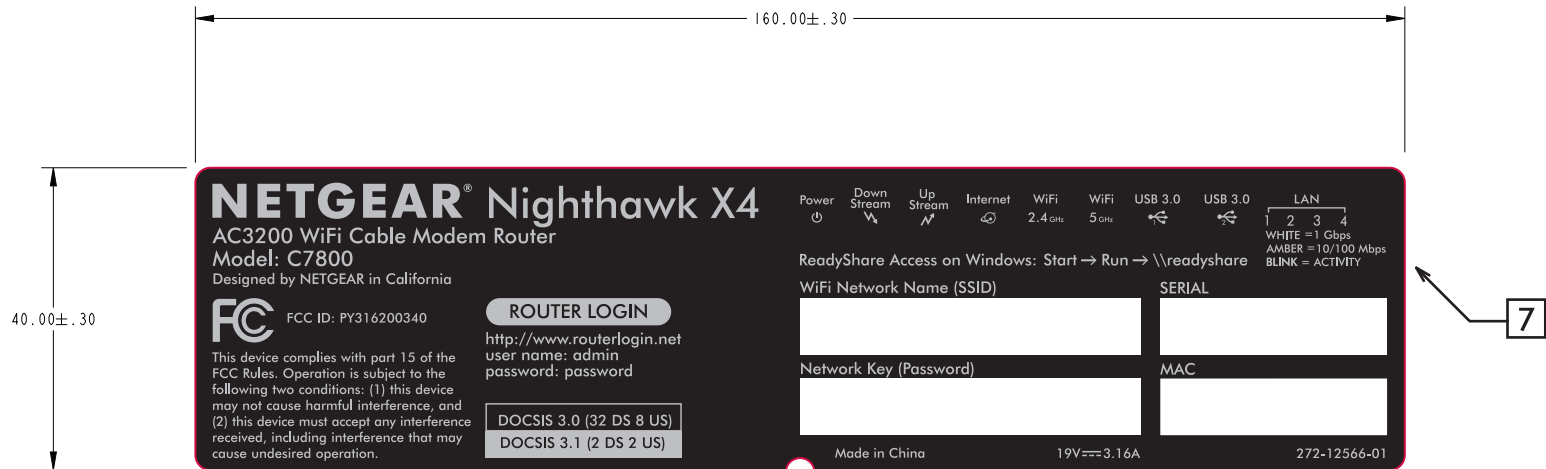 160.00±.30
40.00±.30
NETGEAR® Nighthawk X4
AC3200 WiFi Cable Modem Router
Model: C7800
Designed by NETGEAR in California
FC FCC ID: PY316200340
This device complies with part 15 of the
FCC Rules. Operation is subject to the
following two conditions: (1) this device
may not cause harmful interference, and
(2) this device must accept any interference
received, including interference that may
cause undesired operation.
ROUTER LOGIN
http://www.routerlogin.net
user name: admin
password: password
DOCSIS 3.0 (32 DS 8 US)
DOCSIS 3.1 (2 DS 2 US)
Power
Down
Stream
Up
Stream
Internet
WiFi
2.4 GHz
WiFi
5 GHz
USB 3.0
1
USB 3.0
2
LAN
1 2 3 4
WHITE =1 Gbps
AMBER =10/100 Mbps
BLINK = ACTIVITY
ReadyShare Access on Windows: Start → Run → \\readyshare
WiFi Network Name (SSID)
SERIAL
Network Key (Password)
MAC
Made in China
19V⎓3.16A
272-12566-01
7